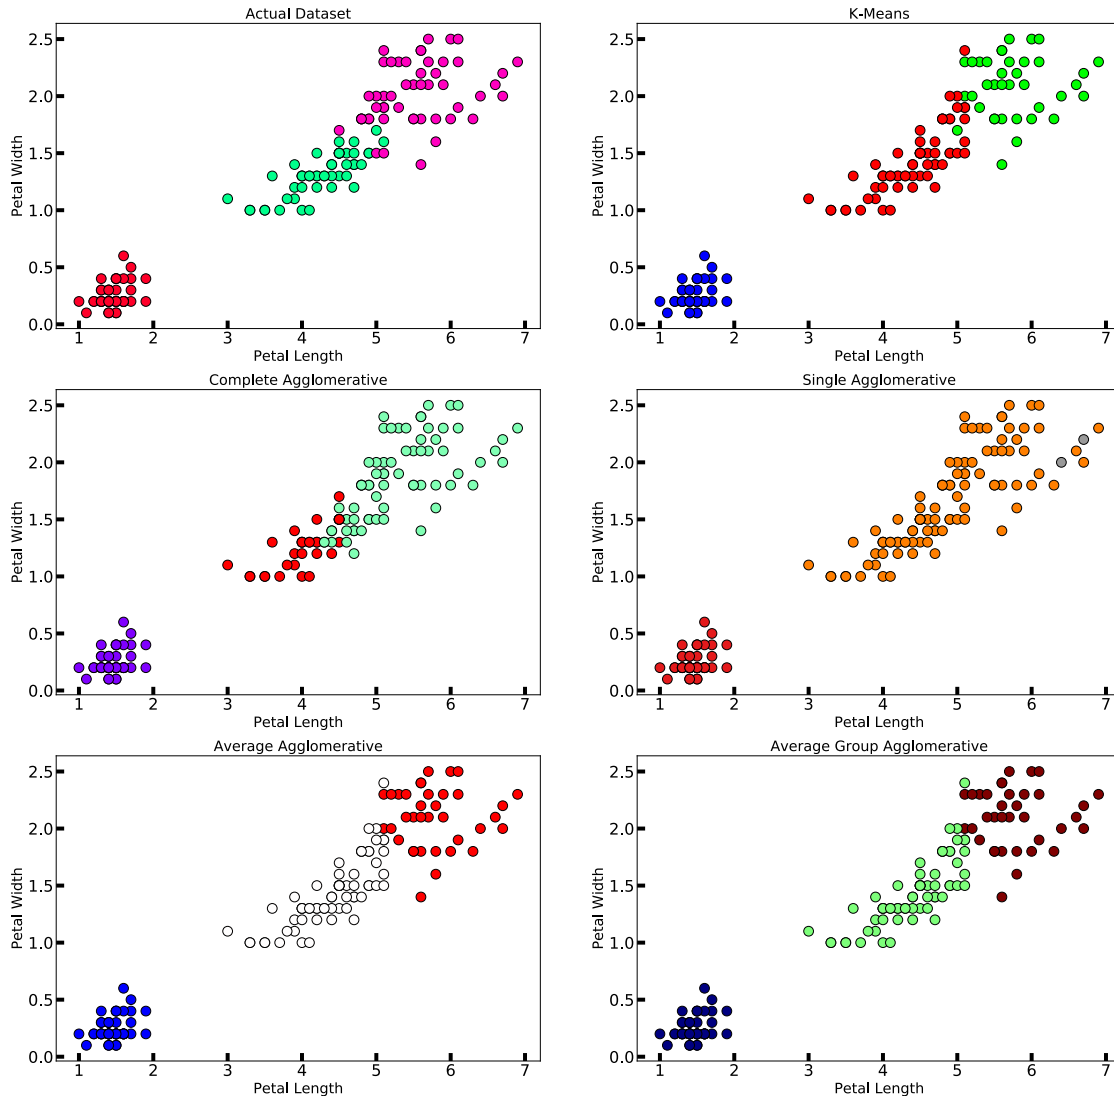 Actual Dataset
2.5
2.0
1.5
1.0
0.5
0.0
Petal Width
1 2 3 4 5 6 7
Petal Length
K-Means
2.5
2.0
1.5
1.0
0.5
0.0
Petal Width
1 2 3 4 5 6 7
Petal Length
Complete Agglomerative
2.5
2.0
1.5
1.0
0.5
0.0
Petal Width
1 2 3 4 5 6 7
Petal Length
Single Agglomerative
2.5
2.0
1.5
1.0
0.5
0.0
Petal Width
1 2 3 4 5 6 7
Petal Length
Average Agglomerative
2.5
2.0
1.5
1.0
0.5
0.0
Petal Width
1 2 3 4 5 6 7
Petal Length
Average Group Agglomerative
2.5
2.0
1.5
1.0
0.5
0.0
Petal Width
1 2 3 4 5 6 7
Petal Length